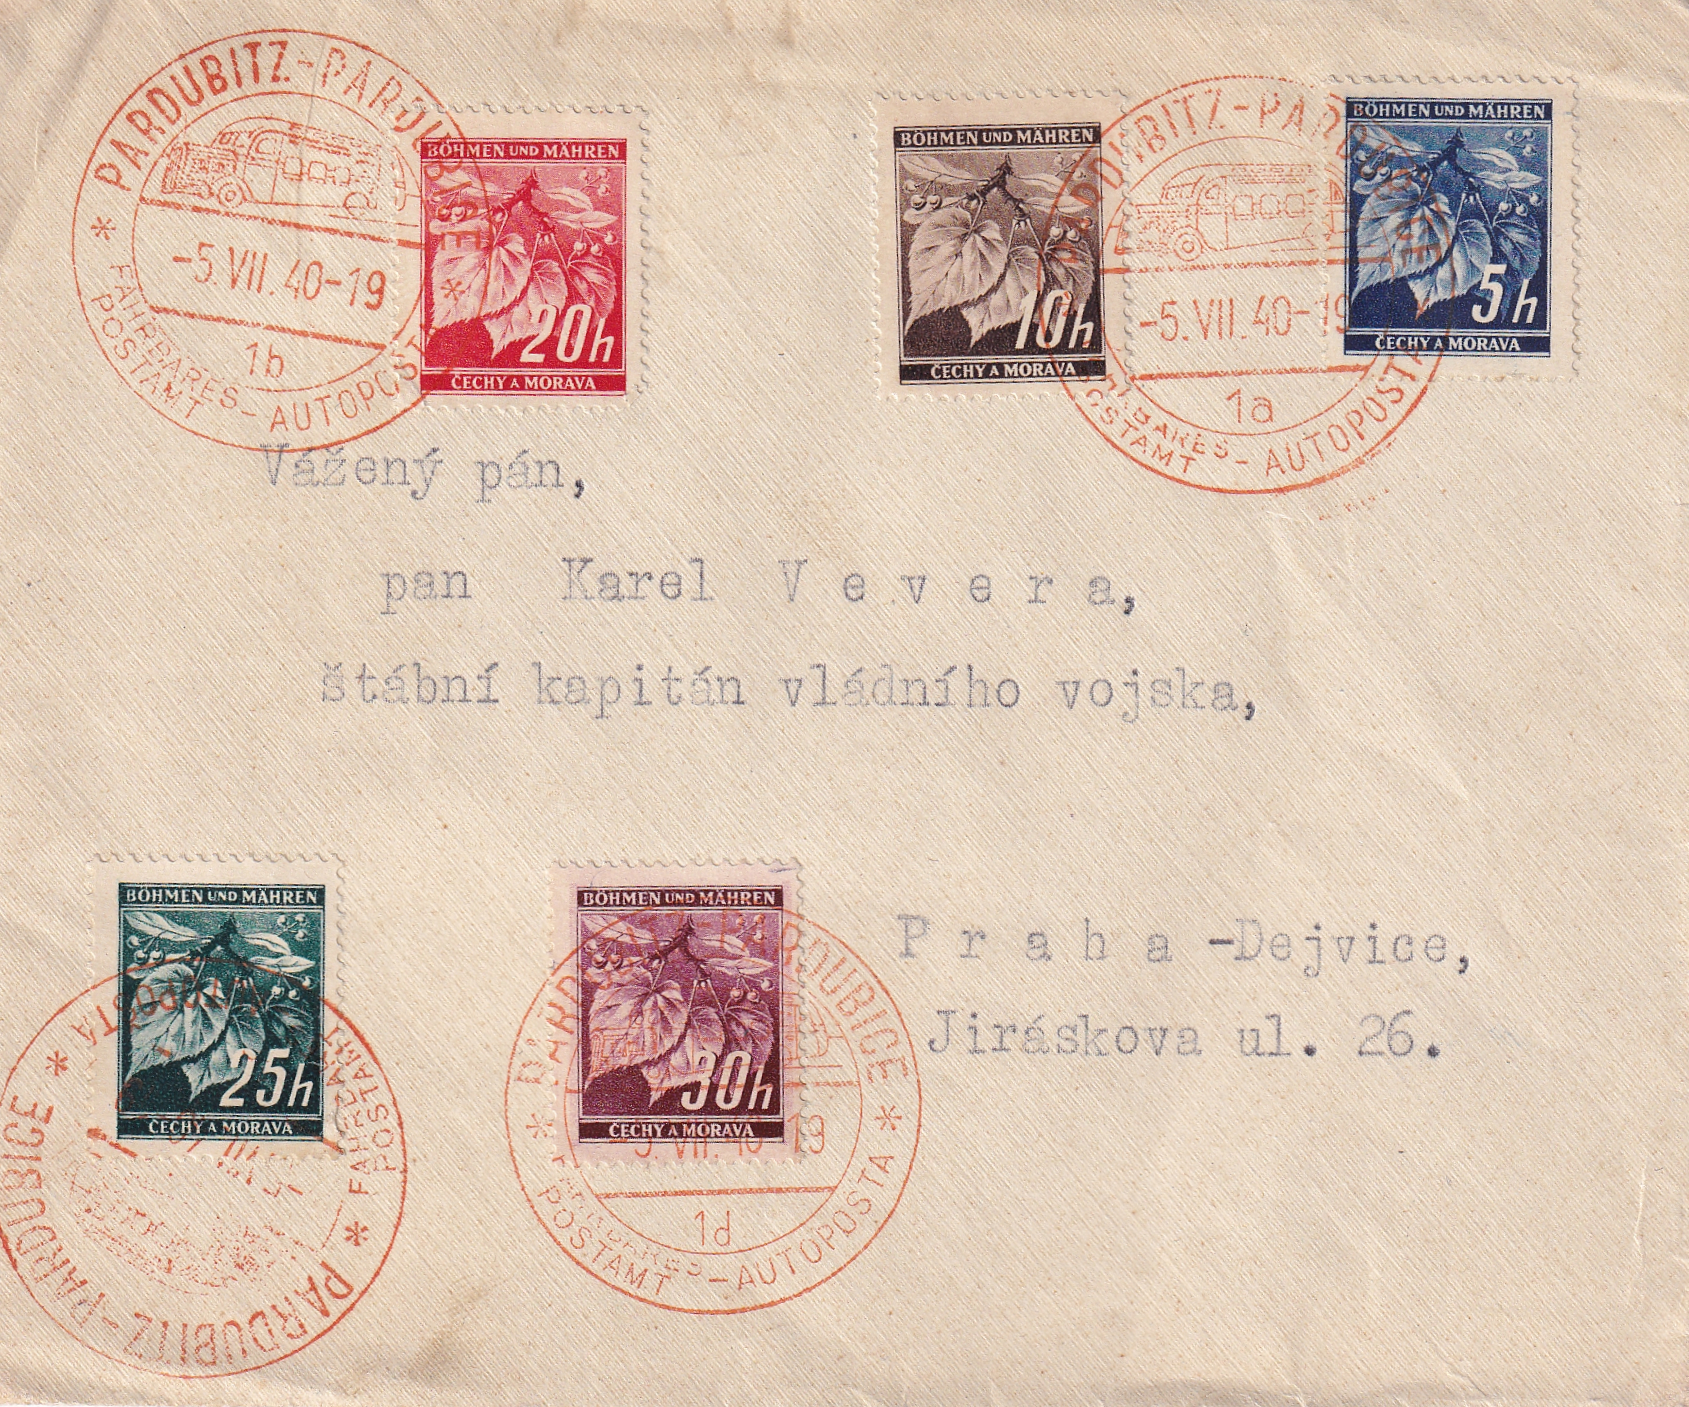 PARDUBITZ-PARDUBICE
-5.VII.40-19
1b
* FAHRBARES POSTAMT - AUTOPOSTA *
BÖHMEN UND MÄHREN
20h
ČECHY A MORAVA
BÖHMEN UND MÄHREN
10h
ČECHY A MORAVA
-5.VII.40-19
1a
POSTAMT - AUTOPOSTA
BÖHMEN UND MÄHREN
5h
ČECHY A MORAVA
Vážený pán,
pan Karel Vevera,
štábní kapitán vládního vojska,
Praha-Dejvice,
Jiráskova ul. 26.
BÖHMEN UND MÄHREN
25h
ČECHY A MORAVA
* PARDUBITZ-PARDUBICE *
POSTAMT
BÖHMEN UND MÄHREN
30h
ČECHY A MORAVA
PARDUBICE
1d
* POSTAMT - AUTOPOSTA *